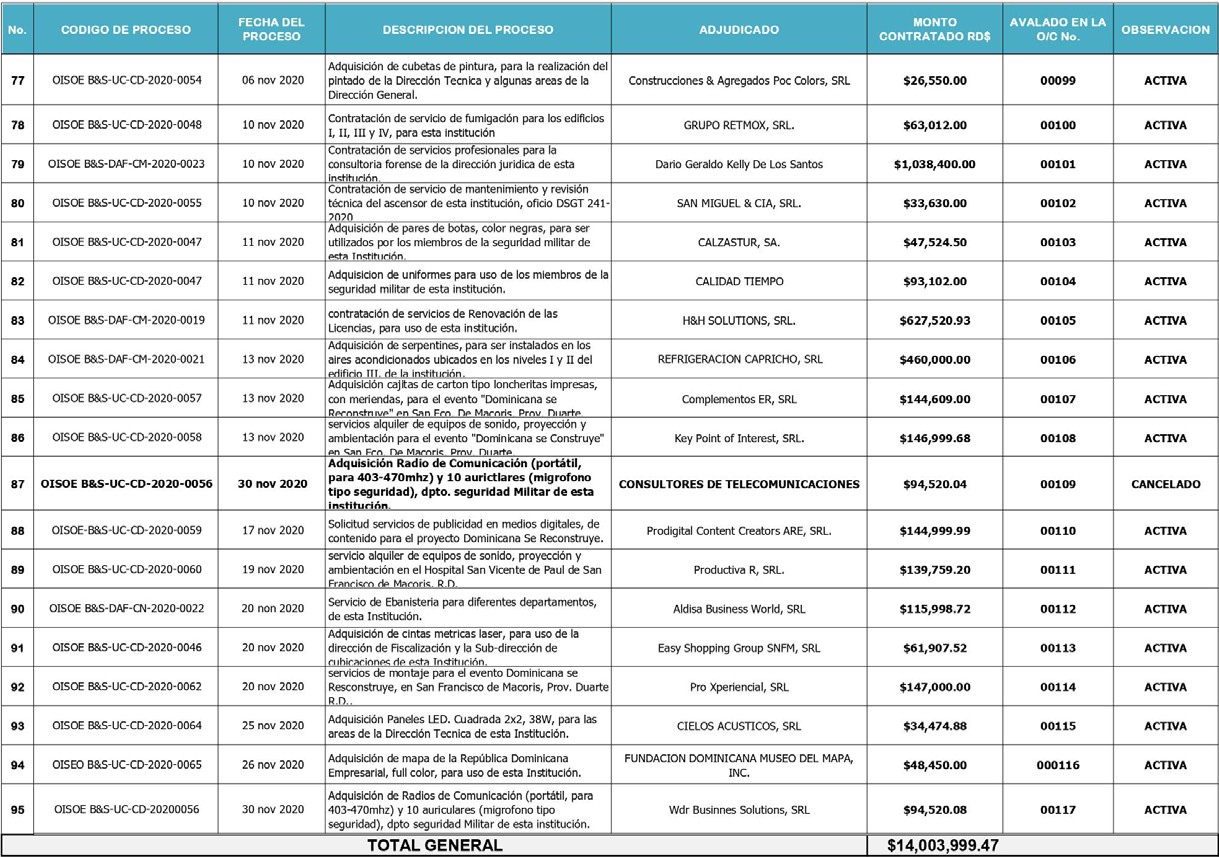 No. CODIGO DE PROCESO FECHA DEL PROCESO DESCRIPCION DEL PROCESO ADJUDICADO MONTO CONTRATADO RD$ AVALADO EN LA O/C No. OBSERVACION
77 OISOE B&S-UC-CD-2020-0054 06 nov 2020 Adquisición de cubetas de pintura, para la realización del
pintado de la Dirección Tecnica y algunas areas de la
Dirección General. Construcciones & Agregados Poc Colors, SRL $26,550.00 00099 ACTIVA
78 OISOE B&S-UC-CD-2020-0048 10 nov 2020 Contratación de servicio de fumigación para los edificios
I, II, III y IV, para esta institución GRUPO RETMOX, SRL. $63,012.00 00100 ACTIVA
79 OISOE B&S-DAF-CM-2020-0023 10 nov 2020 Contratación de servicios profesionales para la
consultoria forense de la dirección juridica de esta
institución. Dario Geraldo Kelly De Los Santos $1,038,400.00 00101 ACTIVA
80 OISOE B&S-UC-CD-2020-0055 10 nov 2020 Contratación de servicio de mantenimiento y revisión
técnica del ascensor de esta institución, oficio DSGT 241-
2020 SAN MIGUEL & CIA, SRL. $33,630.00 00102 ACTIVA
81 OISOE B&S-UC-CD-2020-0047 11 nov 2020 Adquisición de pares de botas, color negras, para ser
utilizados por los miembros de la seguridad militar de
esta Institución. CALZASTUR, SA. $47,524.50 00103 ACTIVA
82 OISOE B&S-UC-CD-2020-0047 11 nov 2020 Adquisicion de uniformes para uso de los miembros de la
seguridad militar de esta institución. CALIDAD TIEMPO $93,102.00 00104 ACTIVA
83 OISOE B&S-DAF-CM-2020-0019 11 nov 2020 contratación de servicios de Renovación de las
Licencias, para uso de esta institución. H&H SOLUTIONS, SRL. $627,520.93 00105 ACTIVA
84 OISOE B&S-DAF-CM-2020-0021 13 nov 2020 Adquisición de serpentines, para ser instalados en los
aires acondicionados ubicados en los niveles I y II del
edificio III, de la institución. REFRIGERACION CAPRICHO, SRL $460,000.00 00106 ACTIVA
85 OISOE B&S-UC-CD-2020-0057 13 nov 2020 Adquisición cajitas de carton tipo loncheritas impresas,
con meriendas, para el evento "Dominicana se
Reconstruye" en San Fco. De Macoris, Prov. Duarte. Complementos ER, SRL $144,609.00 00107 ACTIVA
86 OISOE B&S-UC-CD-2020-0058 13 nov 2020 servicios alquiler de equipos de sonido, proyección y
ambientación para el evento "Dominicana se Construye"
en San Fco. De Macoris, Prov. Duarte. Key Point of Interest, SRL. $146,999.68 00108 ACTIVA
87 OISOE B&S-UC-CD-2020-0056 30 nov 2020 Adquisición Radio de Comunicación (portátil,
para 403-470mhz) y 10 aurictlares (migrofono
tipo seguridad), dpto. seguridad Militar de esta
institución. CONSULTORES DE TELECOMUNICACIONES $94,520.04 00109 CANCELADO
88 OISOE-B&S-UC-CD-2020-0059 17 nov 2020 Solicitud servicios de publicidad en medios digitales, de
contenido para el proyecto Dominicana Se Reconstruye. Prodigital Content Creators ARE, SRL. $144,999.99 00110 ACTIVA
89 OISOE B&S-UC-CD-2020-0060 19 nov 2020 servicio alquiler de equipos de sonido, proyección y
ambientación en el Hospital San Vicente de Paul de San
Francisco de Macoris, R.D. Productiva R, SRL. $139,759.20 00111 ACTIVA
90 OISOE B&S-DAF-CN-2020-0022 20 non 2020 Servicio de Ebanisteria para diferentes departamentos,
de esta Institución. Aldisa Business World, SRL $115,998.72 00112 ACTIVA
91 OISOE B&S-UC-CD-2020-0046 20 nov 2020 Adquisición de cintas metricas laser, para uso de la
dirección de Fiscalización y la Sub-dirección de
cubicaciones de esta Institución. Easy Shopping Group SNFM, SRL $61,907.52 00113 ACTIVA
92 OISOE B&S-UC-CD-2020-0062 20 nov 2020 servicios de montaje para el evento Dominicana se
Resconstruye, en San Francisco de Macoris, Prov. Duarte
R.D.. Pro Xperiencial, SRL $147,000.00 00114 ACTIVA
93 OISOE B&S-UC-CD-2020-0064 25 nov 2020 Adquisición Paneles LED. Cuadrada 2x2, 38W, para las
areas de la Dirección Tecnica de esta Institución. CIELOS ACUSTICOS, SRL $34,474.88 00115 ACTIVA
94 OISEO B&S-UC-CD-2020-0065 26 nov 2020 Adquisición de mapa de la República Dominicana
Empresarial, full color, para uso de esta Institución. FUNDACION DOMINICANA MUSEO DEL MAPA,
INC. $48,450.00 000116 ACTIVA
95 OISOE B&S-UC-CD-20200056 30 nov 2020 Adquisición de Radios de Comunicación (portátil, para
403-470mhz) y 10 auriculares (migrofono tipo
seguridad), dpto seguridad Militar de esta institución. Wdr Businnes Solutions, SRL $94,520.08 00117 ACTIVA
TOTAL GENERAL $14,003,999.47